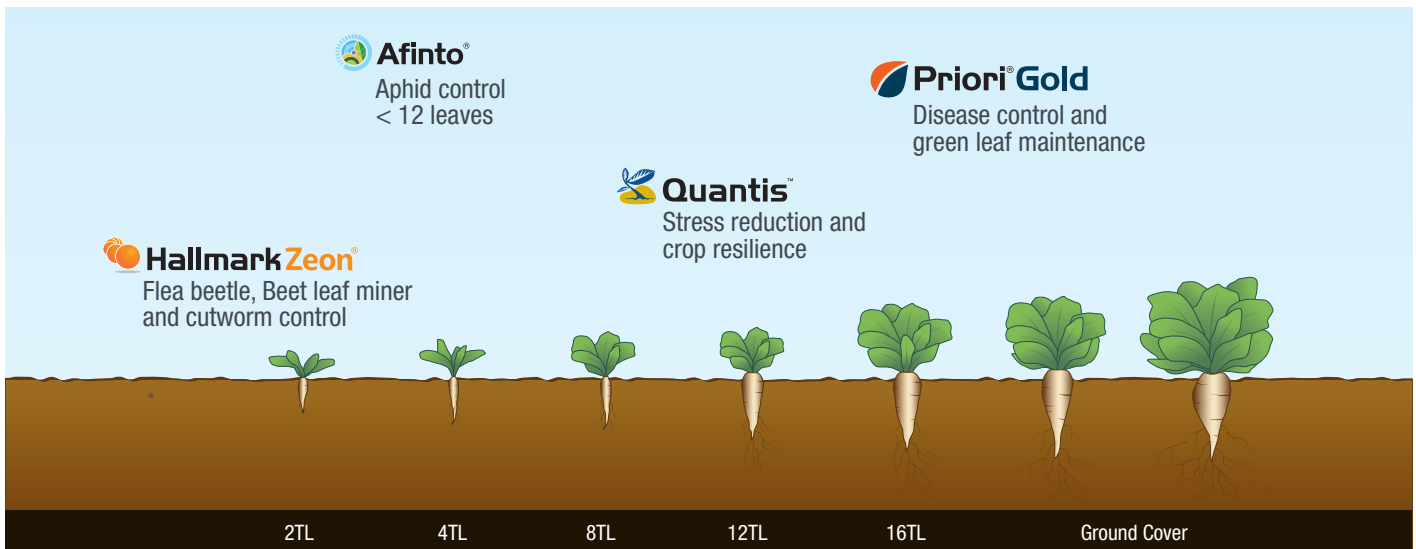 Afinto®
Aphid control
< 12 leaves
Priori® Gold
Disease control and
green leaf maintenance
Quantis™
Stress reduction and
crop resilience
Hallmark Zeon®
Flea beetle, Beet leaf miner
and cutworm control
2TL 4TL 8TL 12TL 16TL Ground Cover